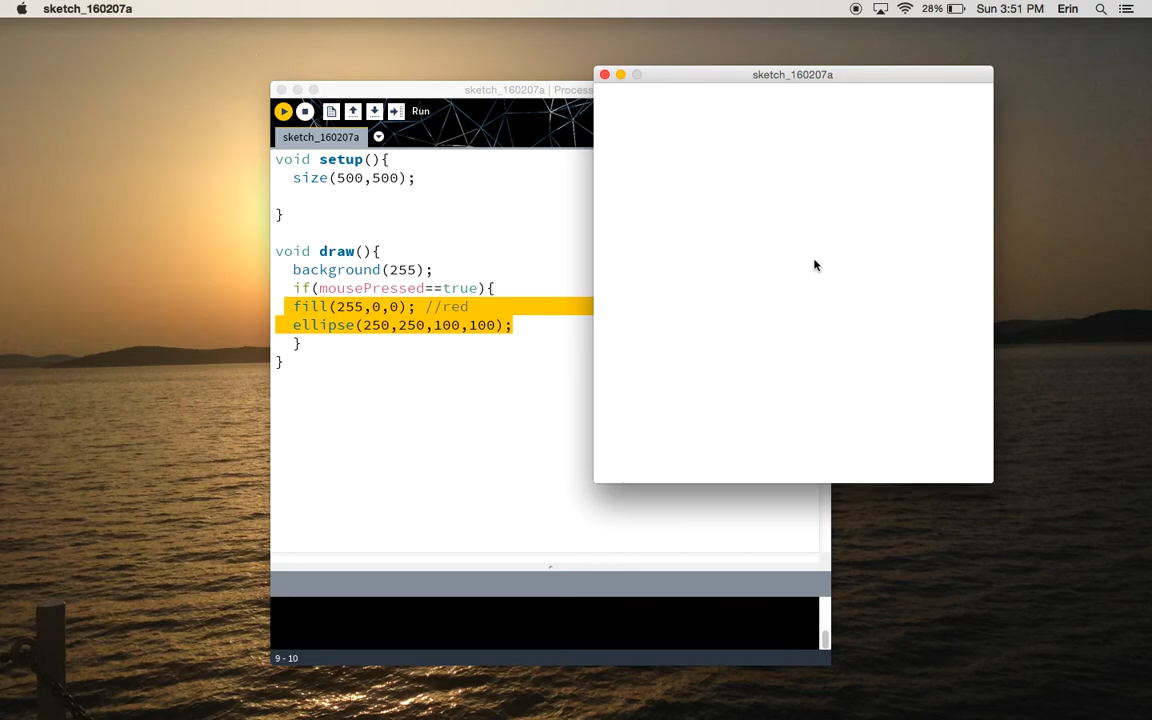 sketch_160207a
28%
Sun 3:51 PM
Erin
sketch_160207a
sketch_160207a | Process
Run
sketch_160207a
void setup(){
size(500,500);
}
void draw(){
background(255);
if(mousePressed==true){
fill(255,0,0); //red
ellipse(250,250,100,100);
}
}
9 - 10